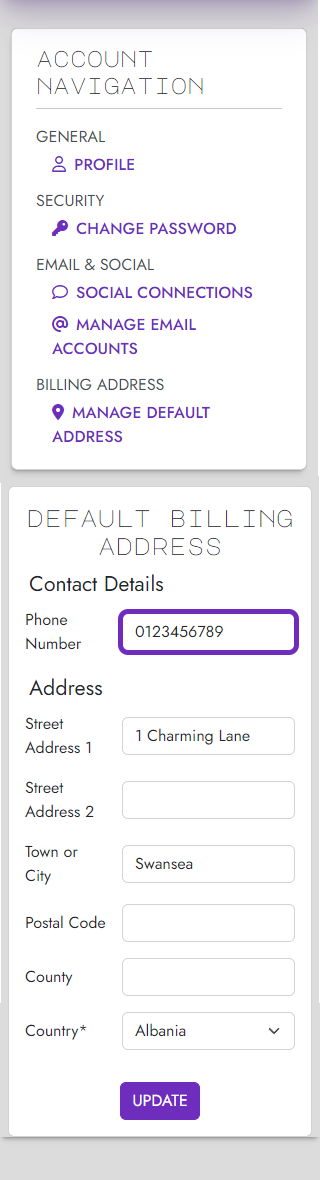 ACCOUNT
NAVIGATION
GENERAL
PROFILE
SECURITY
CHANGE PASSWORD
EMAIL & SOCIAL
SOCIAL CONNECTIONS
MANAGE EMAIL
ACCOUNTS
BILLING ADDRESS
MANAGE DEFAULT
ADDRESS
DEFAULT BILLING
ADDRESS
Contact Details
Phone
Number
0123456789
Address
Street
Address 1
1 Charming Lane
Street
Address 2
Town or
City
Swansea
Postal Code
County
Country*
Albania
UPDATE